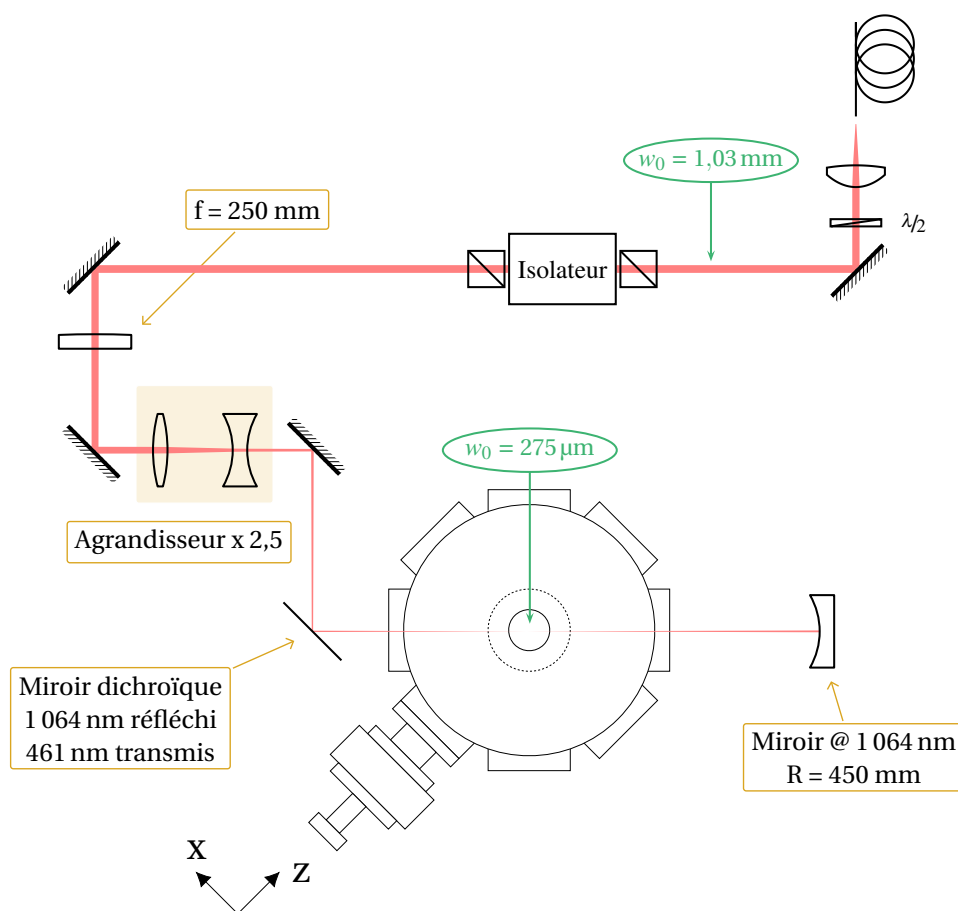 w₀ = 1,03 mm
f = 250 mm
λ/2
Isolateur
w₀ = 275 µm
Agrandisseur x 2,5
Miroir dichroïque
1 064 nm réfléchi
461 nm transmis
Miroir @ 1 064 nm
R = 450 mm
x
z